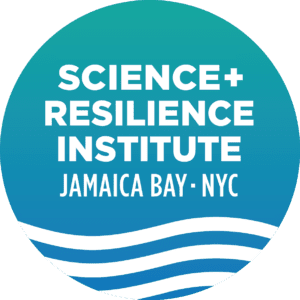 SCIENCE+
RESILIENCE
INSTITUTE
JAMAICA BAY · NYC